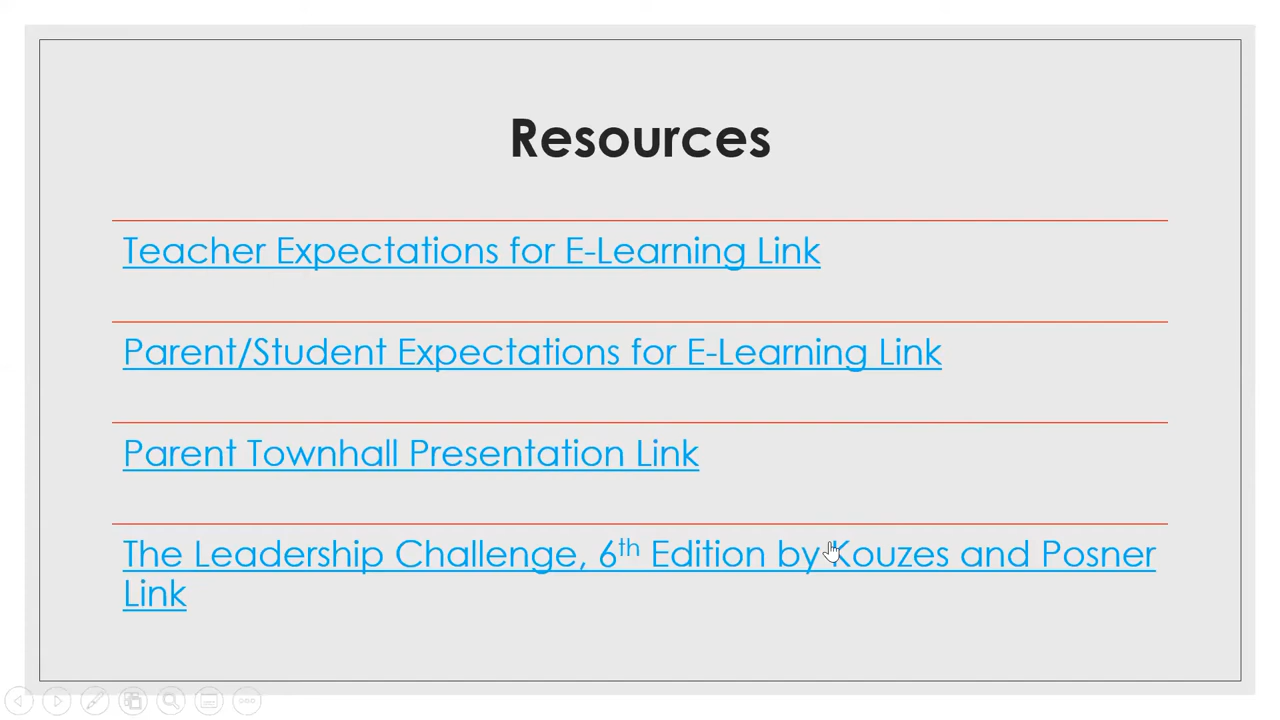 Resources
Teacher Expectations for E-Learning Link
Parent/Student Expectations for E-Learning Link
Parent Townhall Presentation Link
The Leadership Challenge, 6th Edition by Kouzes and Posner
Link